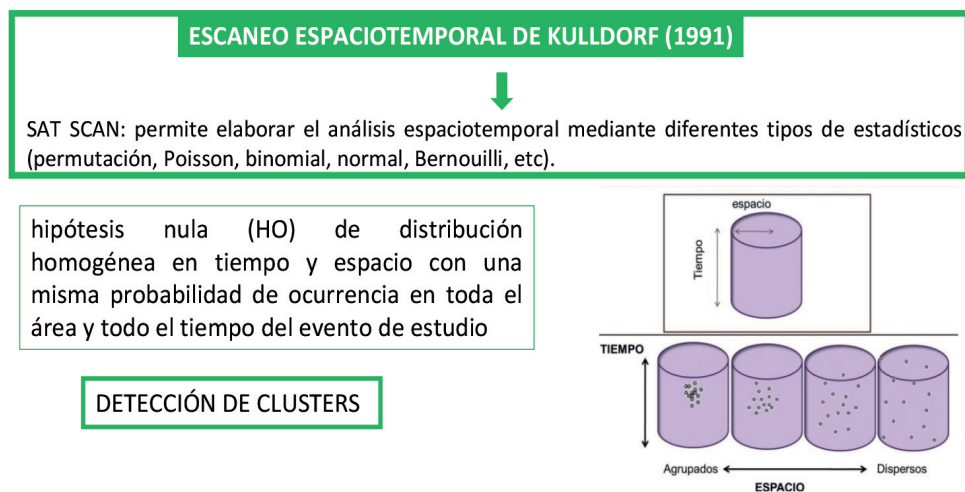 ESCANEO ESPACIOTEMPORAL DE KULLDORF (1991)
SAT SCAN: permite elaborar el análisis espaciotemporal mediante diferentes tipos de estadísticos
(permutación, Poisson, binomial, normal, Bernouilli, etc).
hipótesis nula (HO) de distribución
homogénea en tiempo y espacio con una
misma probabilidad de ocurrencia en toda el
área y todo el tiempo del evento de estudio
DETECCIÓN DE CLUSTERS
espacio
Tiempo
TIEMPO
Agrupados
Dispersos
ESPACIO